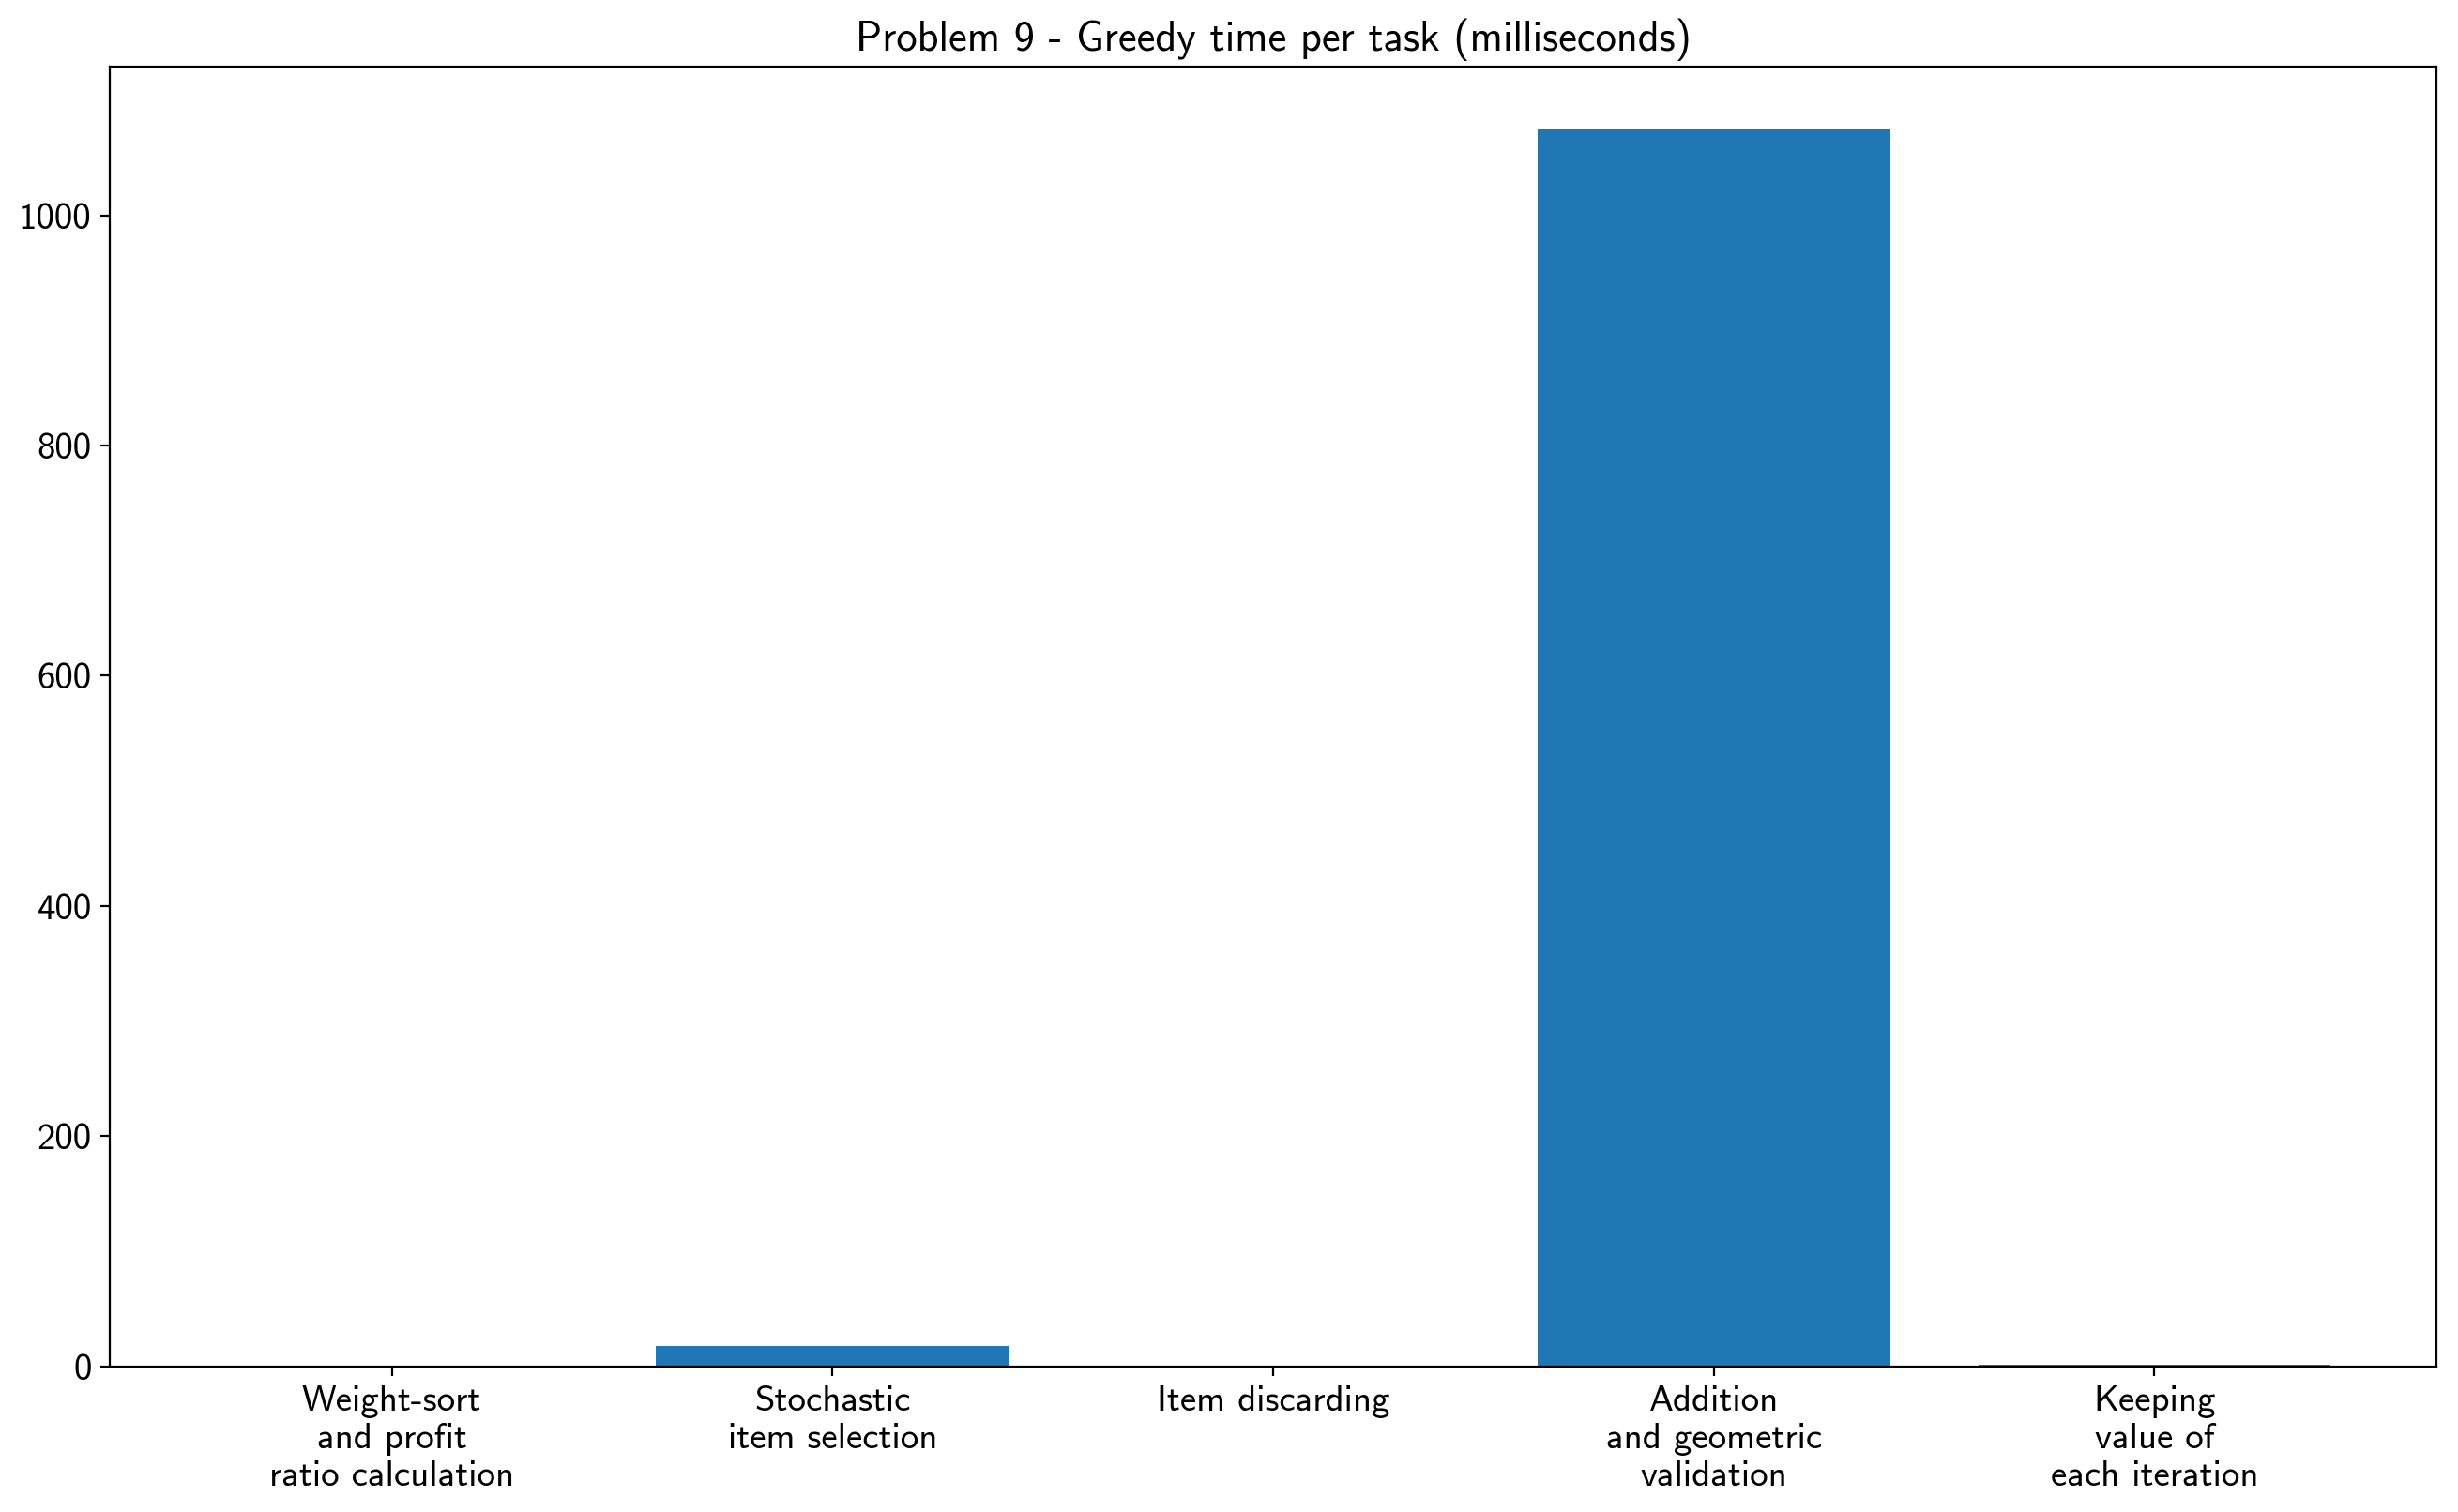 Problem 9 - Greedy time per task (milliseconds)
1000
800
600
400
200
0
Weight-sort
and profit
ratio calculation
Stochastic
item selection
Item discarding
Addition
and geometric
validation
Keeping
value of
each iteration